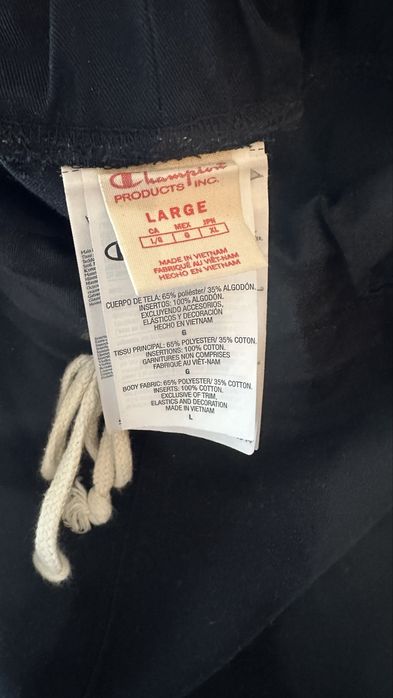 Champion
PRODUCTS INC.
LARGE
CA MEX JPN
L/G G XL
MADE IN VIETNAM
FABRIQUÉ AU VIÊT-NAM
HECHO EN VIETNAM
CUERPO DE TELA: 65% poliéster/ 35% ALGODÓN.
INSERTOS: 100% ALGODÓN.
EXCLUYENDO ACCESORIOS,
ELÁSTICOS y DECORACIÓN
HECHO EN VIETNAM
G
TISSU PRINCIPAL: 65% POLYESTER/ 35% COTON.
INSERTIONS: 100% COTON.
GARNITURES NON COMPRISES
FABRIQUÉ AU VIÊT-NAM
G
BODY FABRIC: 65% POLYESTER/ 35% COTTON.
INSERTS: 100% COTTON.
EXCLUSIVE OF TRIM,
ELASTICS AND DECORATION
MADE IN VIETNAM
L